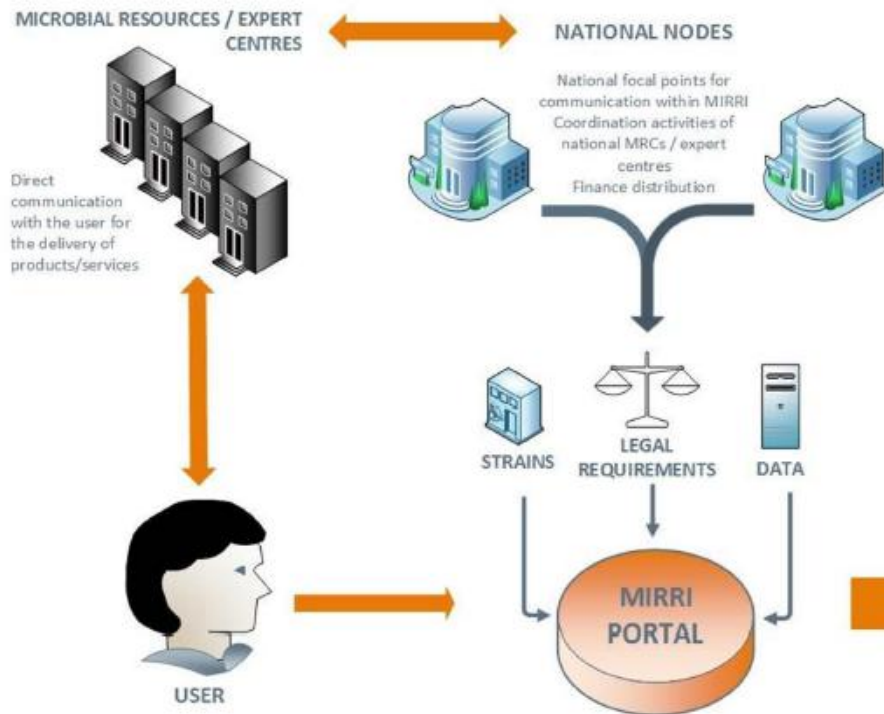 MICROBIAL RESOURCES / EXPERT
CENTRES
NATIONAL NODES
National focal points for
communication within MIRRI
Coordination activities of
national MRCs / expert
centres
Finance distribution
Direct
communication
with the user for
the delivery of
products/services
STRAINS
LEGAL
REQUIREMENTS
DATA
MIRRI
PORTAL
USER